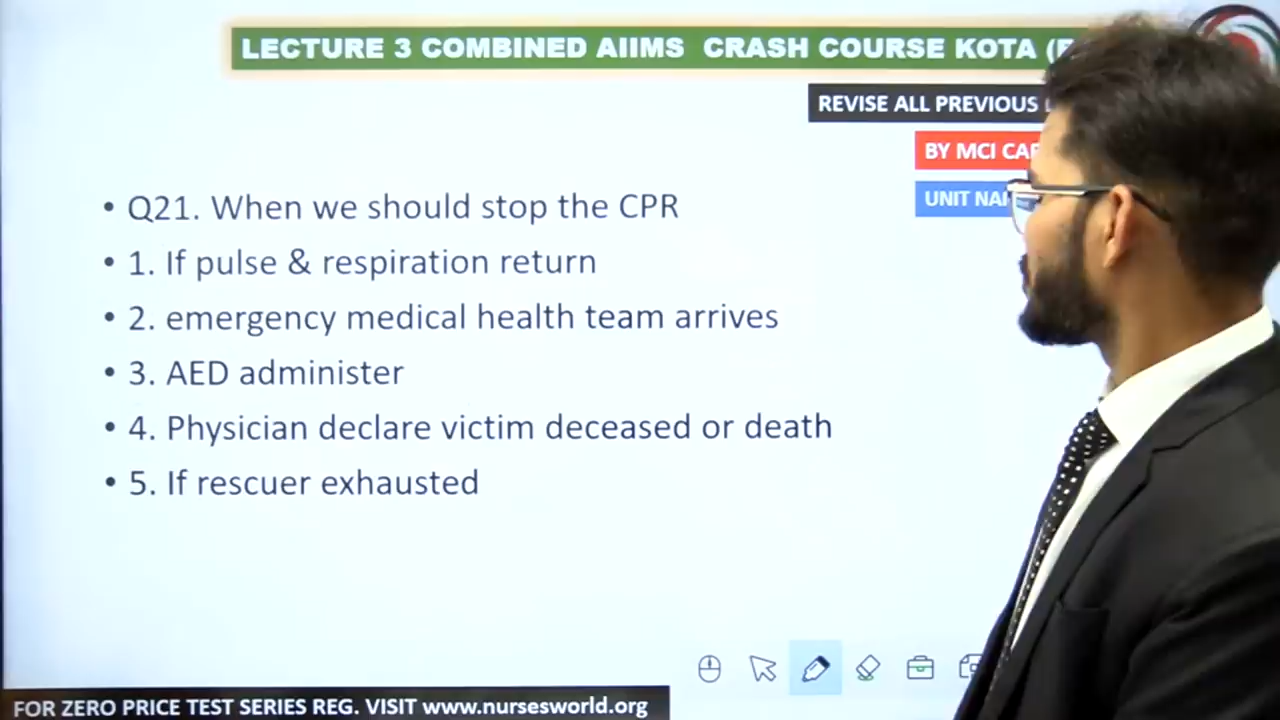 LECTURE 3 COMBINED AIIMS CRASH COURSE KOTA
REVISE ALL PREVIOUS
BY MCI
UNIT
• Q21. When we should stop the CPR
• 1. If pulse & respiration return
• 2. emergency medical health team arrives
• 3. AED administer
• 4. Physician declare victim deceased or death
• 5. If rescuer exhausted
FOR ZERO PRICE TEST SERIES REG. VISIT www.nursesworld.org